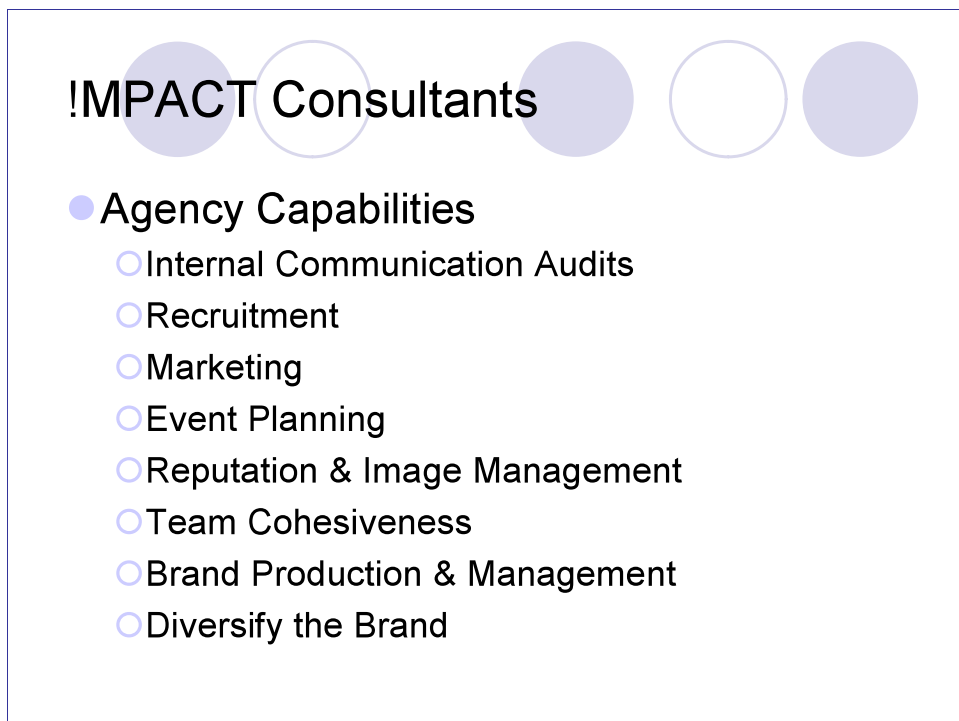 !MPACT Consultants
Agency Capabilities
Internal Communication Audits
Recruitment
Marketing
Event Planning
Reputation & Image Management
Team Cohesiveness
Brand Production & Management
Diversify the Brand